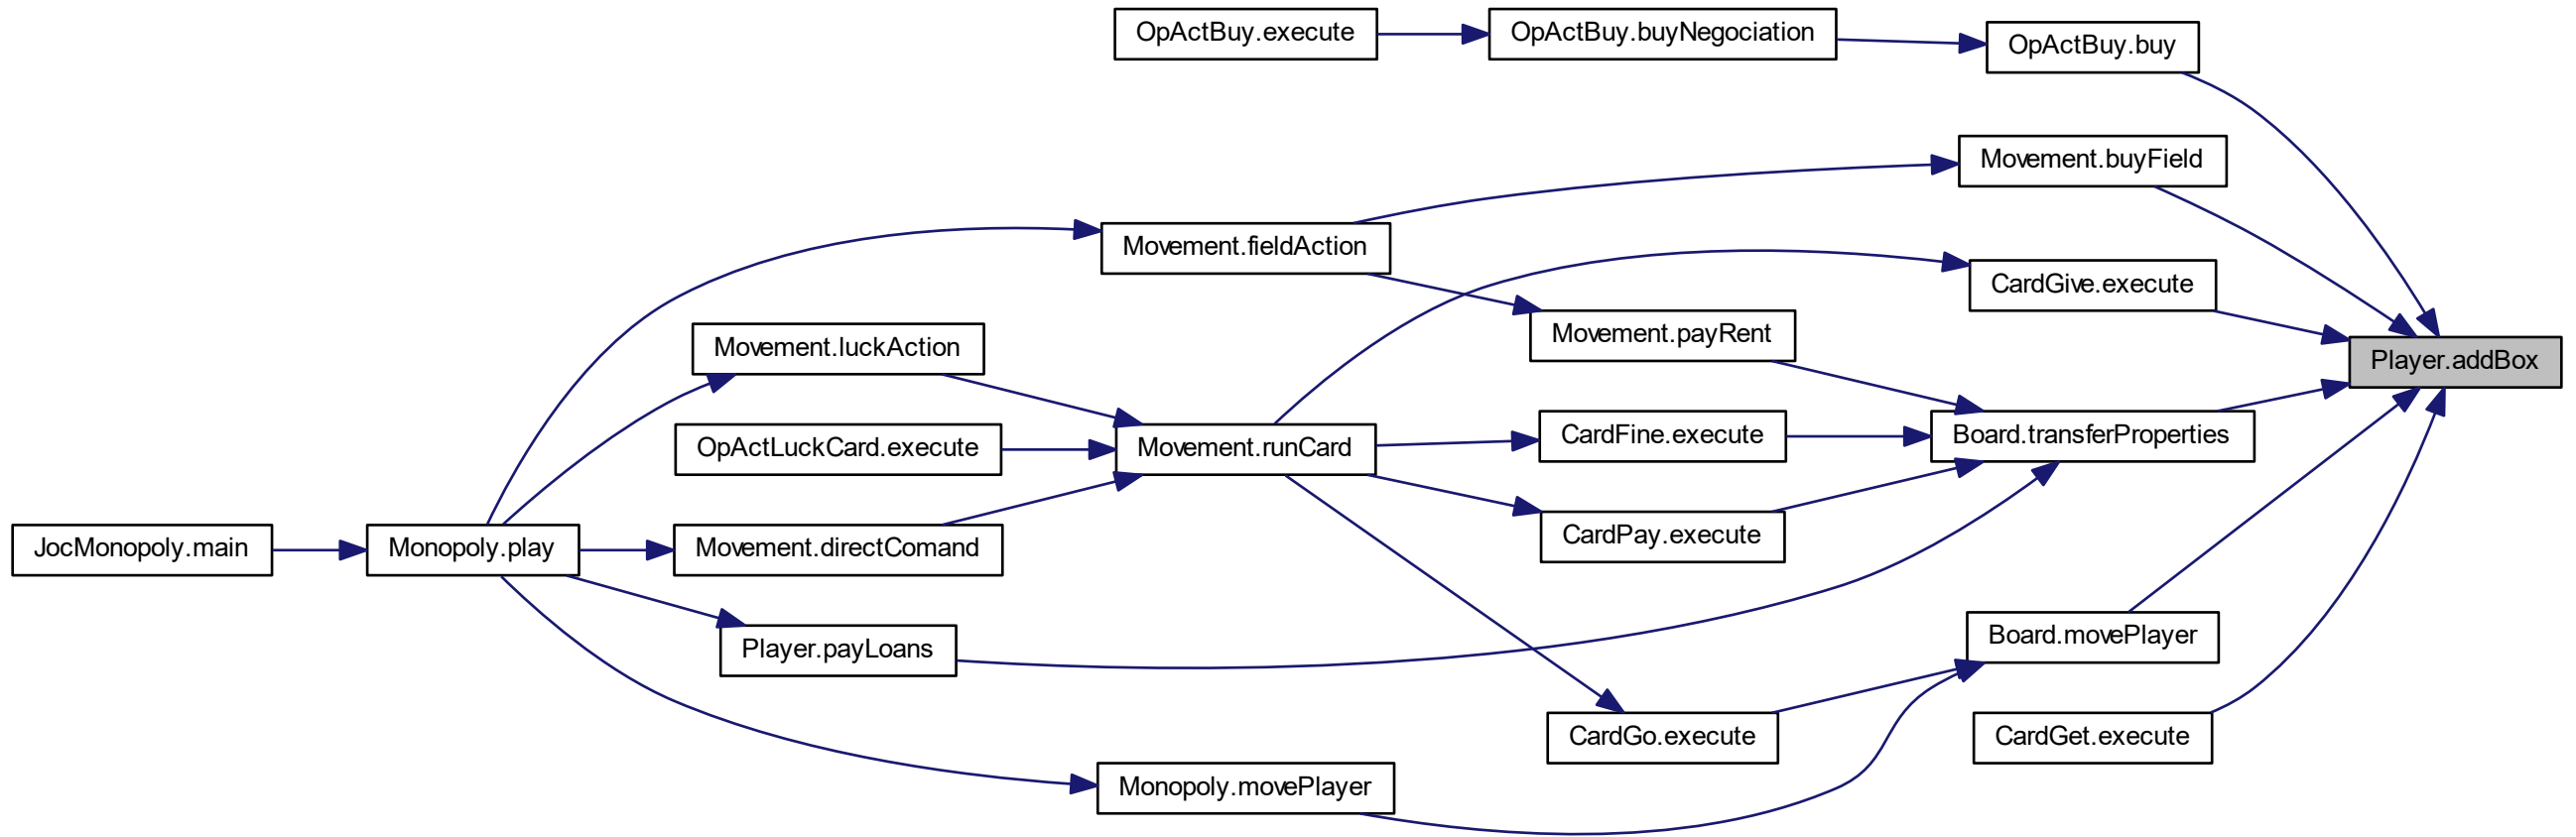 OpActBuy.execute
OpActBuy.buyNegociation
OpActBuy.buy
Movement.buyField
Movement.fieldAction
CardGive.execute
Movement.luckAction
Movement.payRent
Player.addBox
OpActLuckCard.execute
Movement.runCard
CardFine.execute
Board.transferProperties
JocMonopoly.main
Monopoly.play
Movement.directComand
CardPay.execute
Player.payLoans
Board.movePlayer
CardGo.execute
CardGet.execute
Monopoly.movePlayer